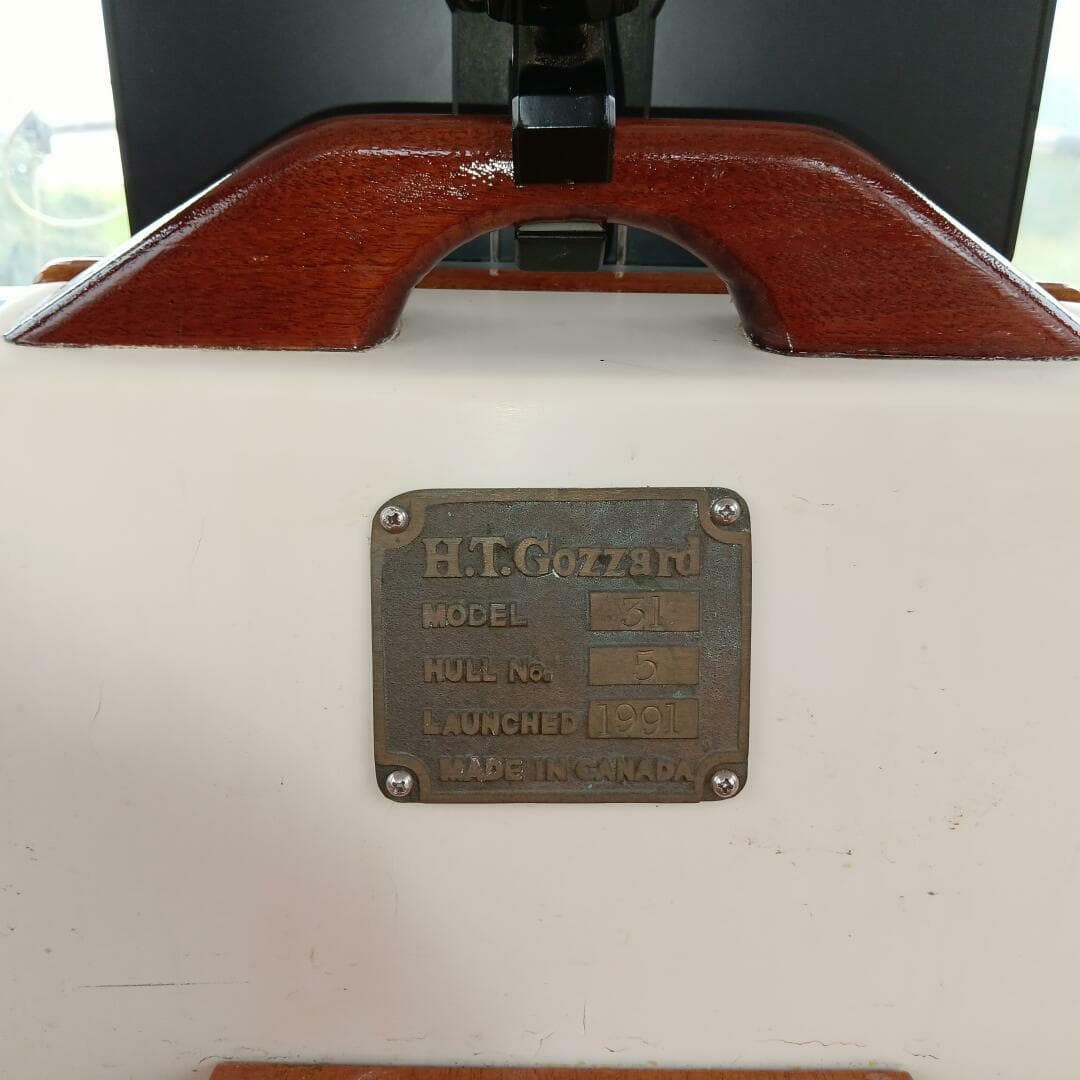 H.T.Gozzard
MODEL 31
HULL No. 5
LAUNCHED 1991
MADE IN CANADA